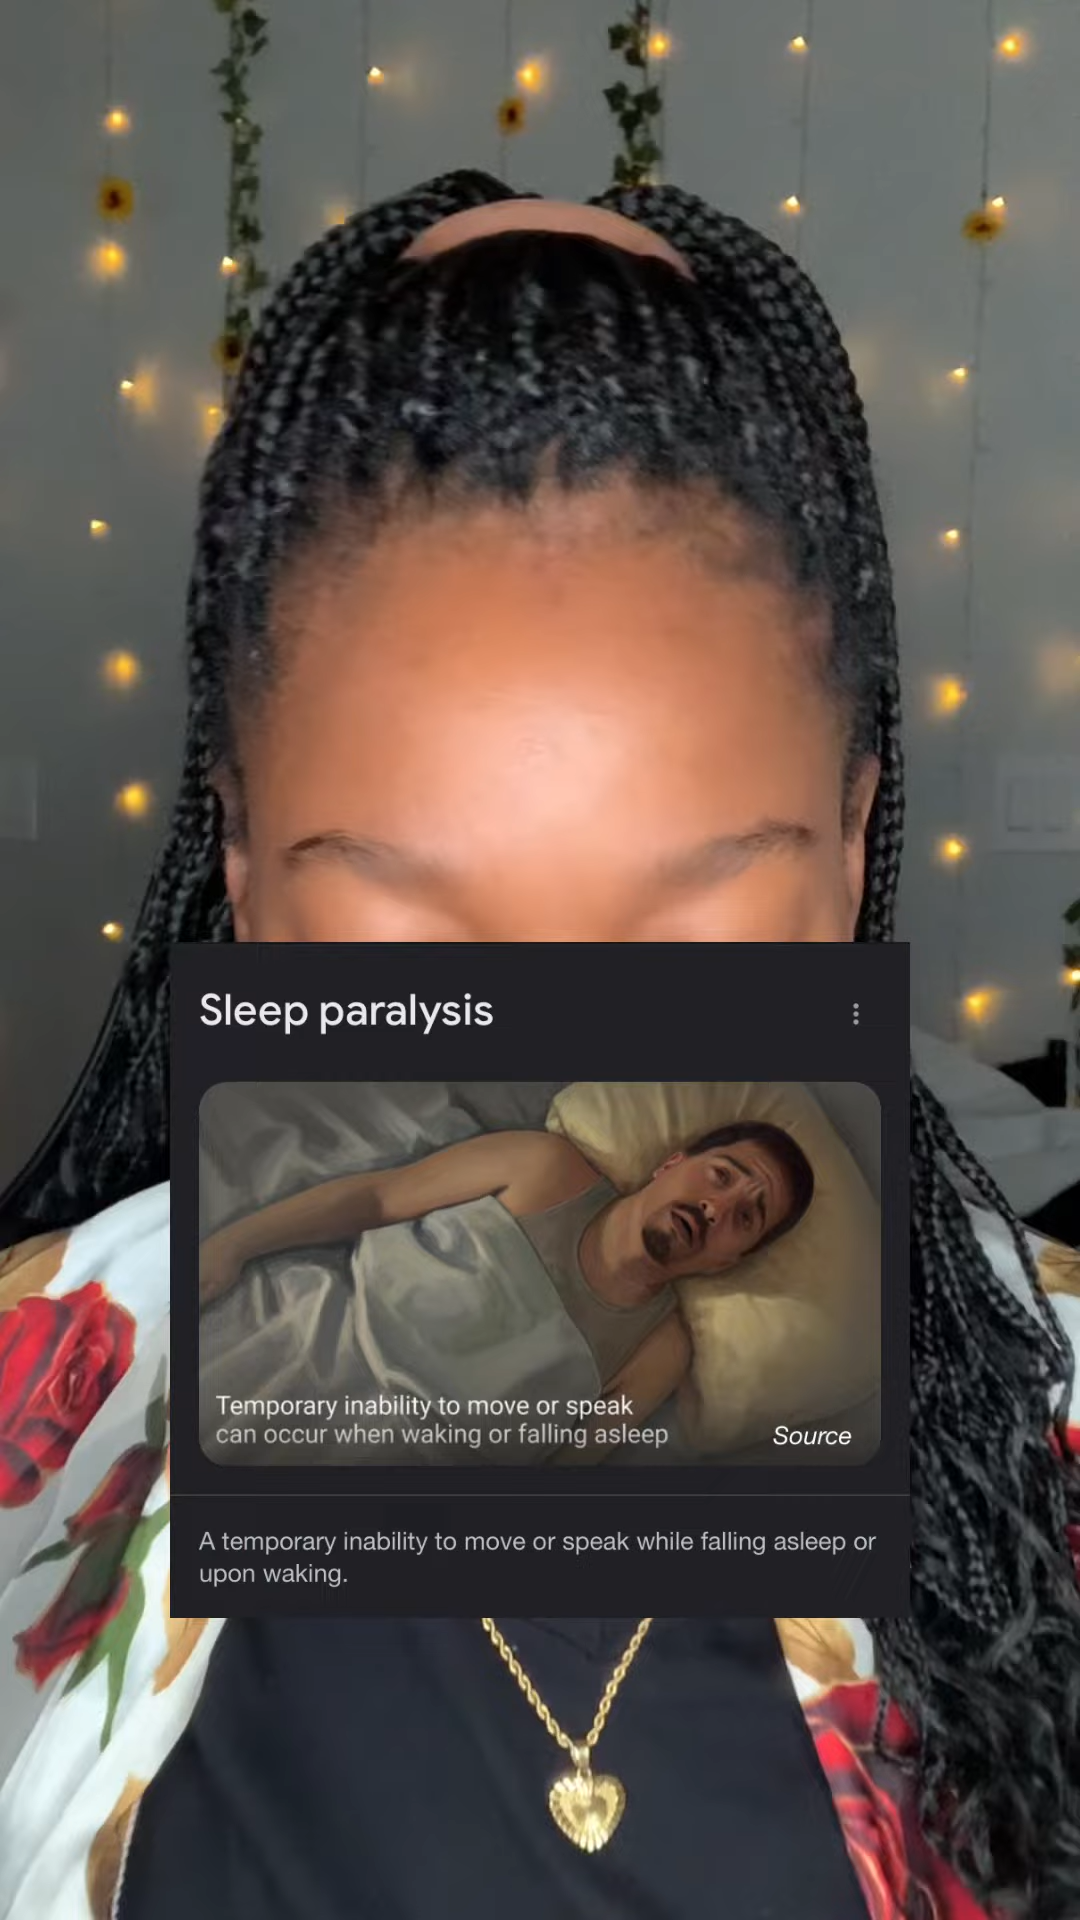 Sleep paralysis
Temporary inability to move or speak
can occur when waking or falling asleep
Source
A temporary inability to move or speak while falling asleep or
upon waking.